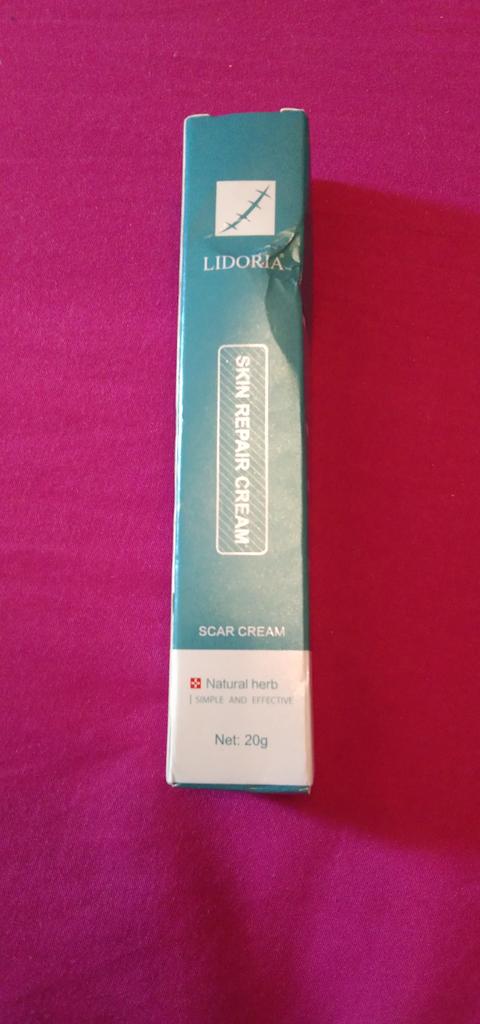 LIDORIA
SKIN REPAIR CREAM
SCAR CREAM
Natural herb
SIMPLE AND EFFECTIVE
Net: 20g